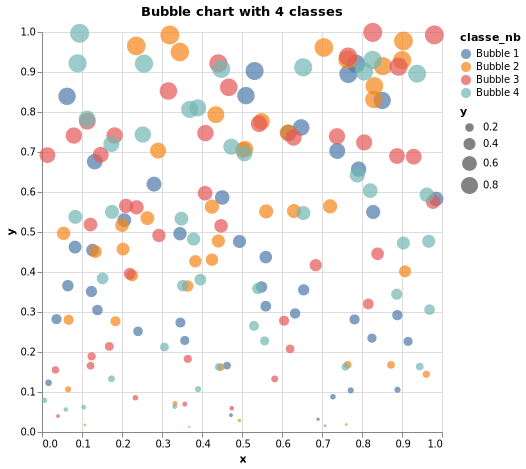 Bubble chart with 4 classes
1.0
0.9
0.8
0.7
0.6
0.5
0.4
0.3
0.2
0.1
0.0
y
0.0 0.1 0.2 0.3 0.4 0.5 0.6 0.7 0.8 0.9 1.0
x
classe_nb
Bubble 1
Bubble 2
Bubble 3
Bubble 4
y
0.2
0.4
0.6
0.8